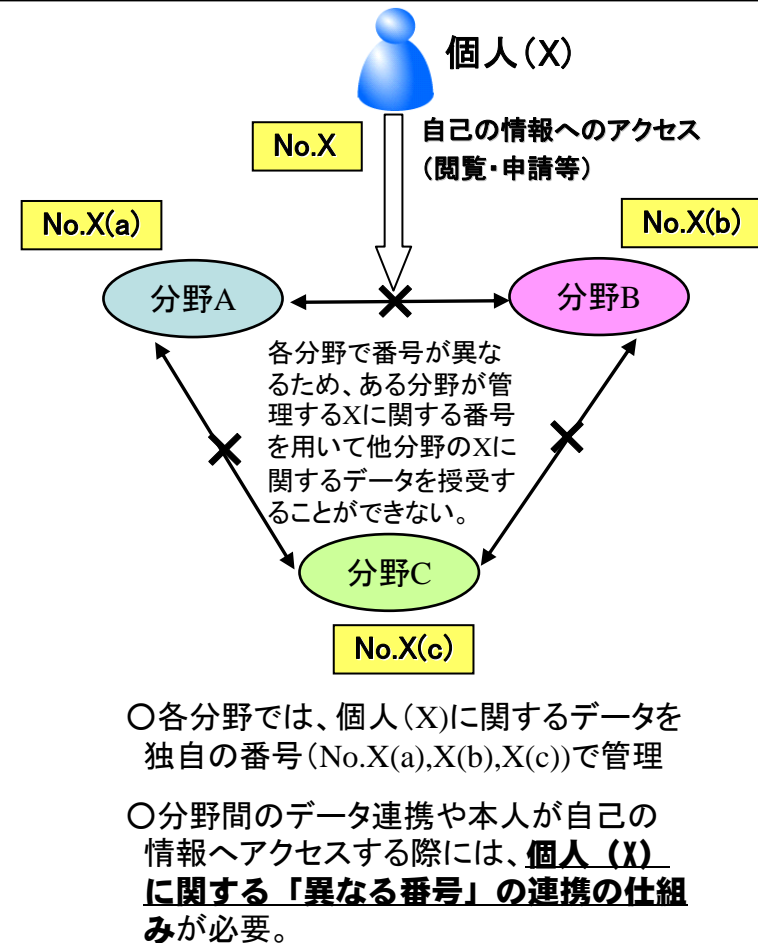 個人(X)
No.X
自己の情報へのアクセス
(閲覧・申請等)
No.X(a)
No.X(b)
分野A
分野B
各分野で番号が異な
るため、ある分野が管
理するXに関する番号
を用いて他分野のXに
関するデータを授受す
ることができない。
分野C
No.X(c)
〇各分野では、個人(X)に関するデータを
独自の番号(No.X(a),X(b),X(c))で管理
〇分野間のデータ連携や本人が自己の
情報へアクセスする際には、個人(X)
に関する「異なる番号」の連携の仕組
みが必要。